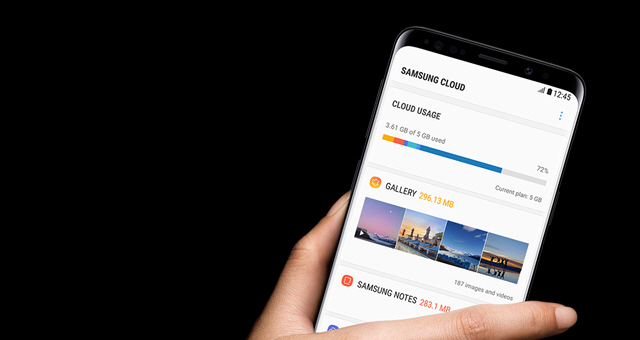 12:45
SAMSUNG CLOUD
CLOUD USAGE
3.61 GB of 5 GB used
72%
Current plan: 5 GB
GALLERY 296.13 MB
187 images and videos
SAMSUNG NOTES 283.1 MB